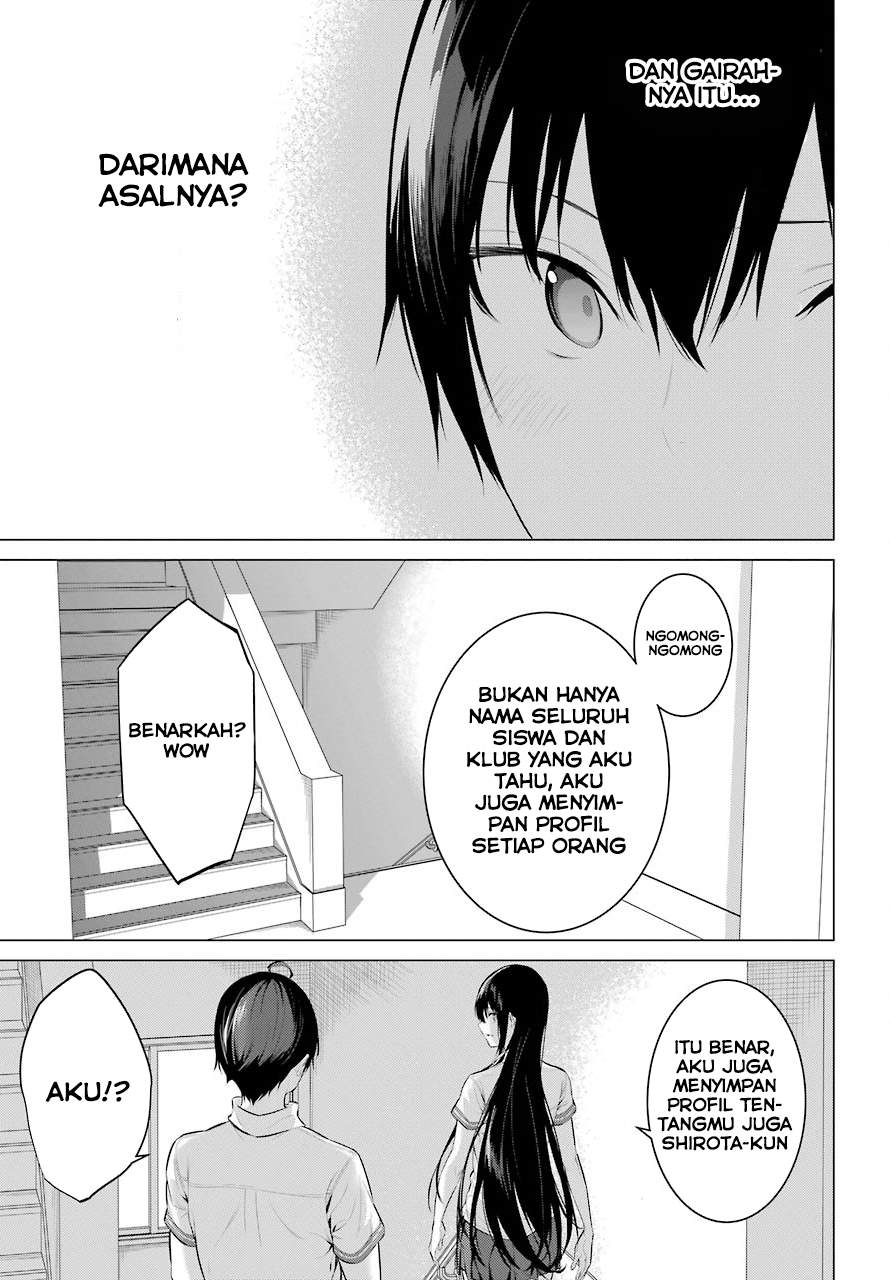 DAN GAIRAH-
NYA ITU...
DARIMANA
ASALNYA?
NGOMONG-
NGOMONG
BUKAN HANYA
NAMA SELURUH
SISWA DAN
KLUB YANG AKU
TAHU, AKU
JUGA MENYIM-
PAN PROFIL
SETIAP ORANG
BENARKAH?
WOW
ITU BENAR,
AKU JUGA
MENYIMPAN
PROFIL TEN-
TANGMU JUGA
SHIROTA-KUN
AKU!?